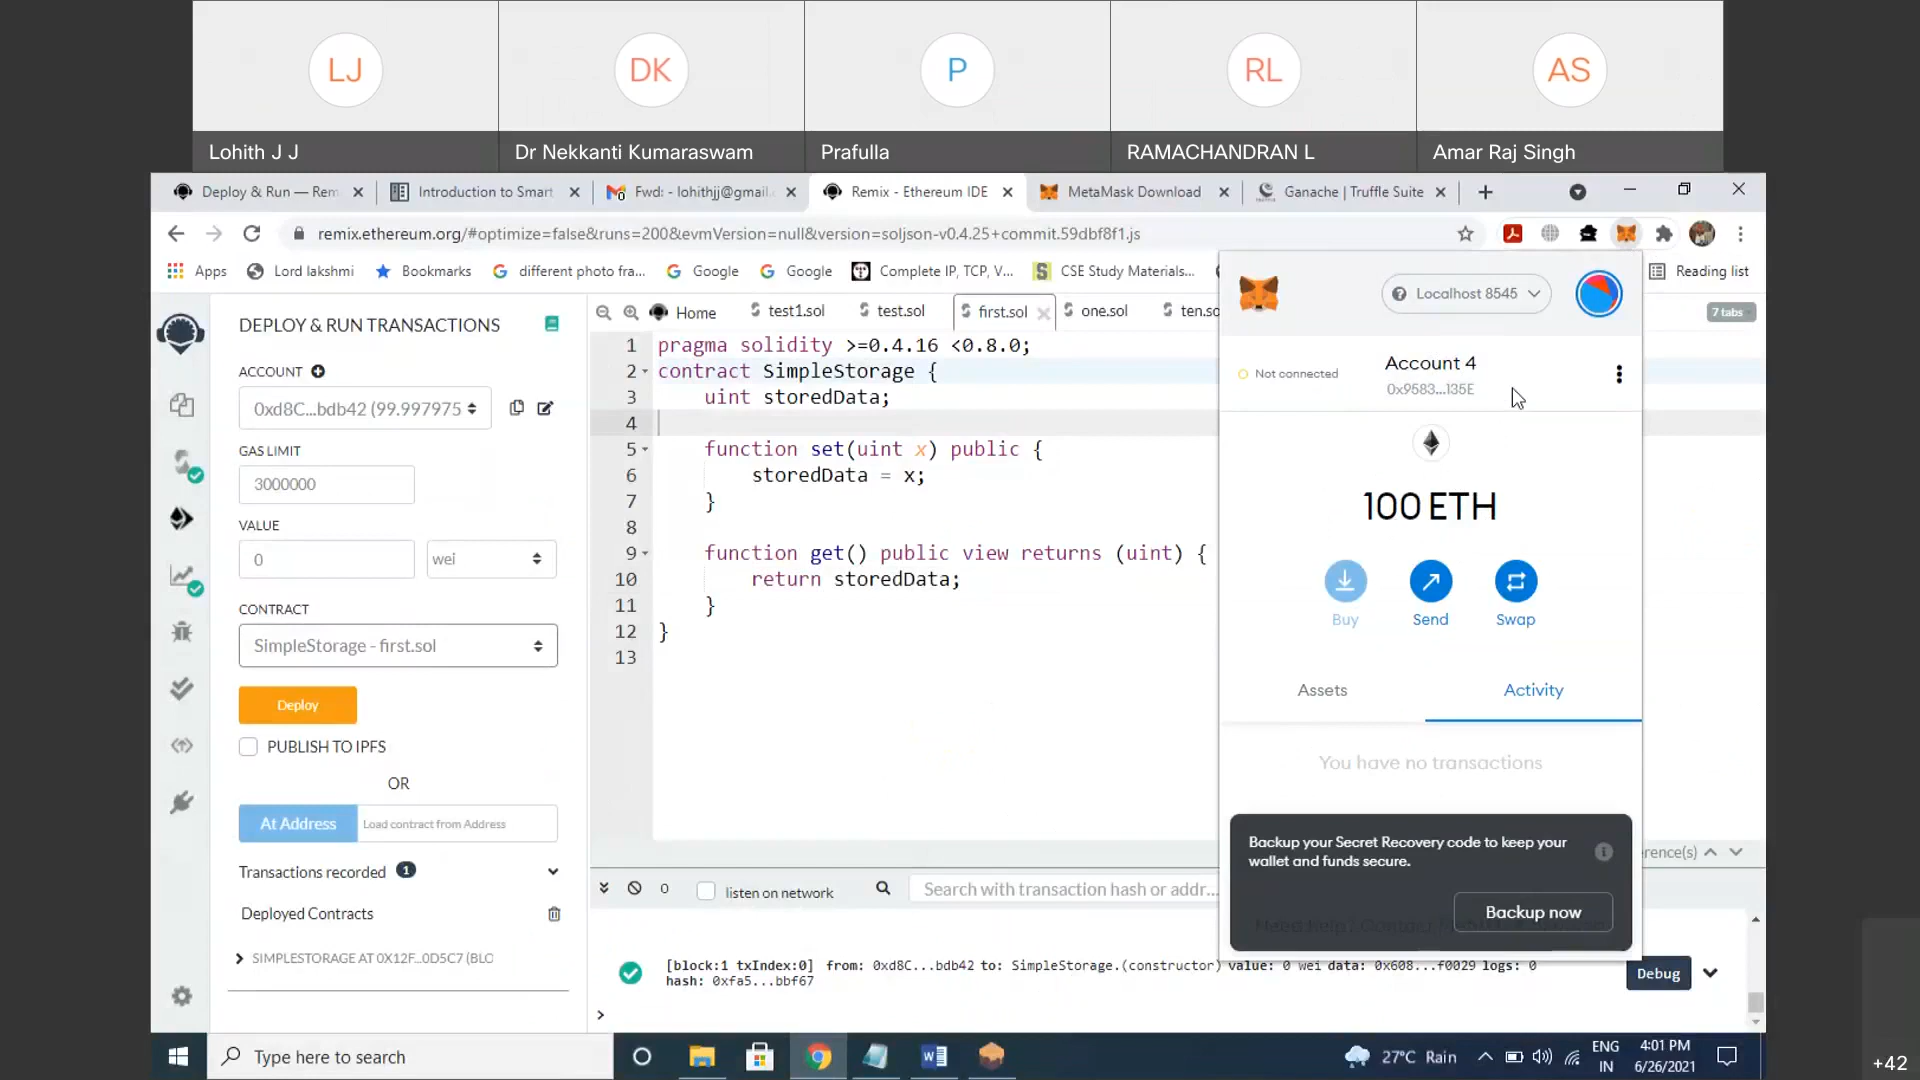 LJ
DK
P
RL
AS
Lohith J J
Dr Nekkanti Kumaraswam
Prafulla
RAMACHANDRAN L
Amar Raj Singh
Deploy & Run — Rem
Introduction to Smart
Fwd: - lohithjj@gmail.
Remix - Ethereum IDE
MetaMask Download
Ganache | Truffle Suite
remix.ethereum.org/#optimize=false&runs=200&evmVersion=null&version=soljson-v0.4.25+commit.59dbf8f1.js
Apps
Lord lakshmi
Bookmarks
different photo fra...
Google
Google
Complete IP, TCP, V...
CSE Study Materials...
Reading list
DEPLOY & RUN TRANSACTIONS
ACCOUNT
0xd8C...bdb42 (99.997975
GAS LIMIT
3000000
VALUE
0
wei
CONTRACT
SimpleStorage - first.sol
Deploy
PUBLISH TO IPFS
OR
At Address
Load contract from Address
Transactions recorded 1
Deployed Contracts
SIMPLESTORAGE AT 0X12F...0D5C7 (BLO
Home
test1.sol
test.sol
first.sol
one.sol
ten.so
7 tabs
1 pragma solidity >=0.4.16 <0.8.0;
2 contract SimpleStorage {
3 uint storedData;
4
5 function set(uint x) public {
6 storedData = x;
7 }
8
9 function get() public view returns (uint) {
10 return storedData;
11 }
12 }
13
Localhost 8545
Not connected
Account 4
0x9583...135E
100 ETH
Buy
Send
Swap
Assets
Activity
You have no transactions
Backup your Secret Recovery code to keep your
wallet and funds secure.
Backup now
erence(s)
0
listen on network
Search with transaction hash or addr...
[block:1 txIndex:0] from: 0xd8C...bdb42 to: SimpleStorage.(constructor) value: 0 wei data: 0x608...f0029 logs: 0
hash: 0xfa5...bbf67
Debug
>
Type here to search
27°C Rain
ENG
IN
4:01 PM
6/26/2021
+42